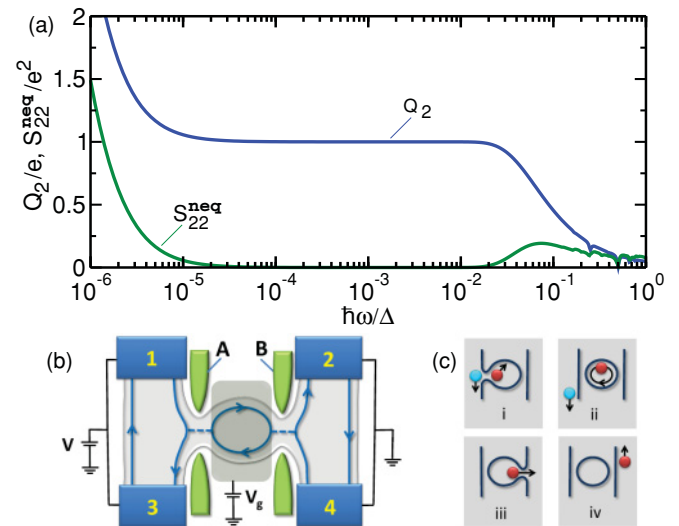 (a)
2
1.5
1
0.5
0
Q₂/e, S₂₂ⁿᵉq/e²
Q₂
S₂₂ⁿᵉq
10⁻⁶ 10⁻⁵ 10⁻⁴ 10⁻³ 10⁻² 10⁻¹ 10⁰
ħω/Δ
(b)
A B
1 2
V
3 4
V_g
(c)
i ii
iii iv